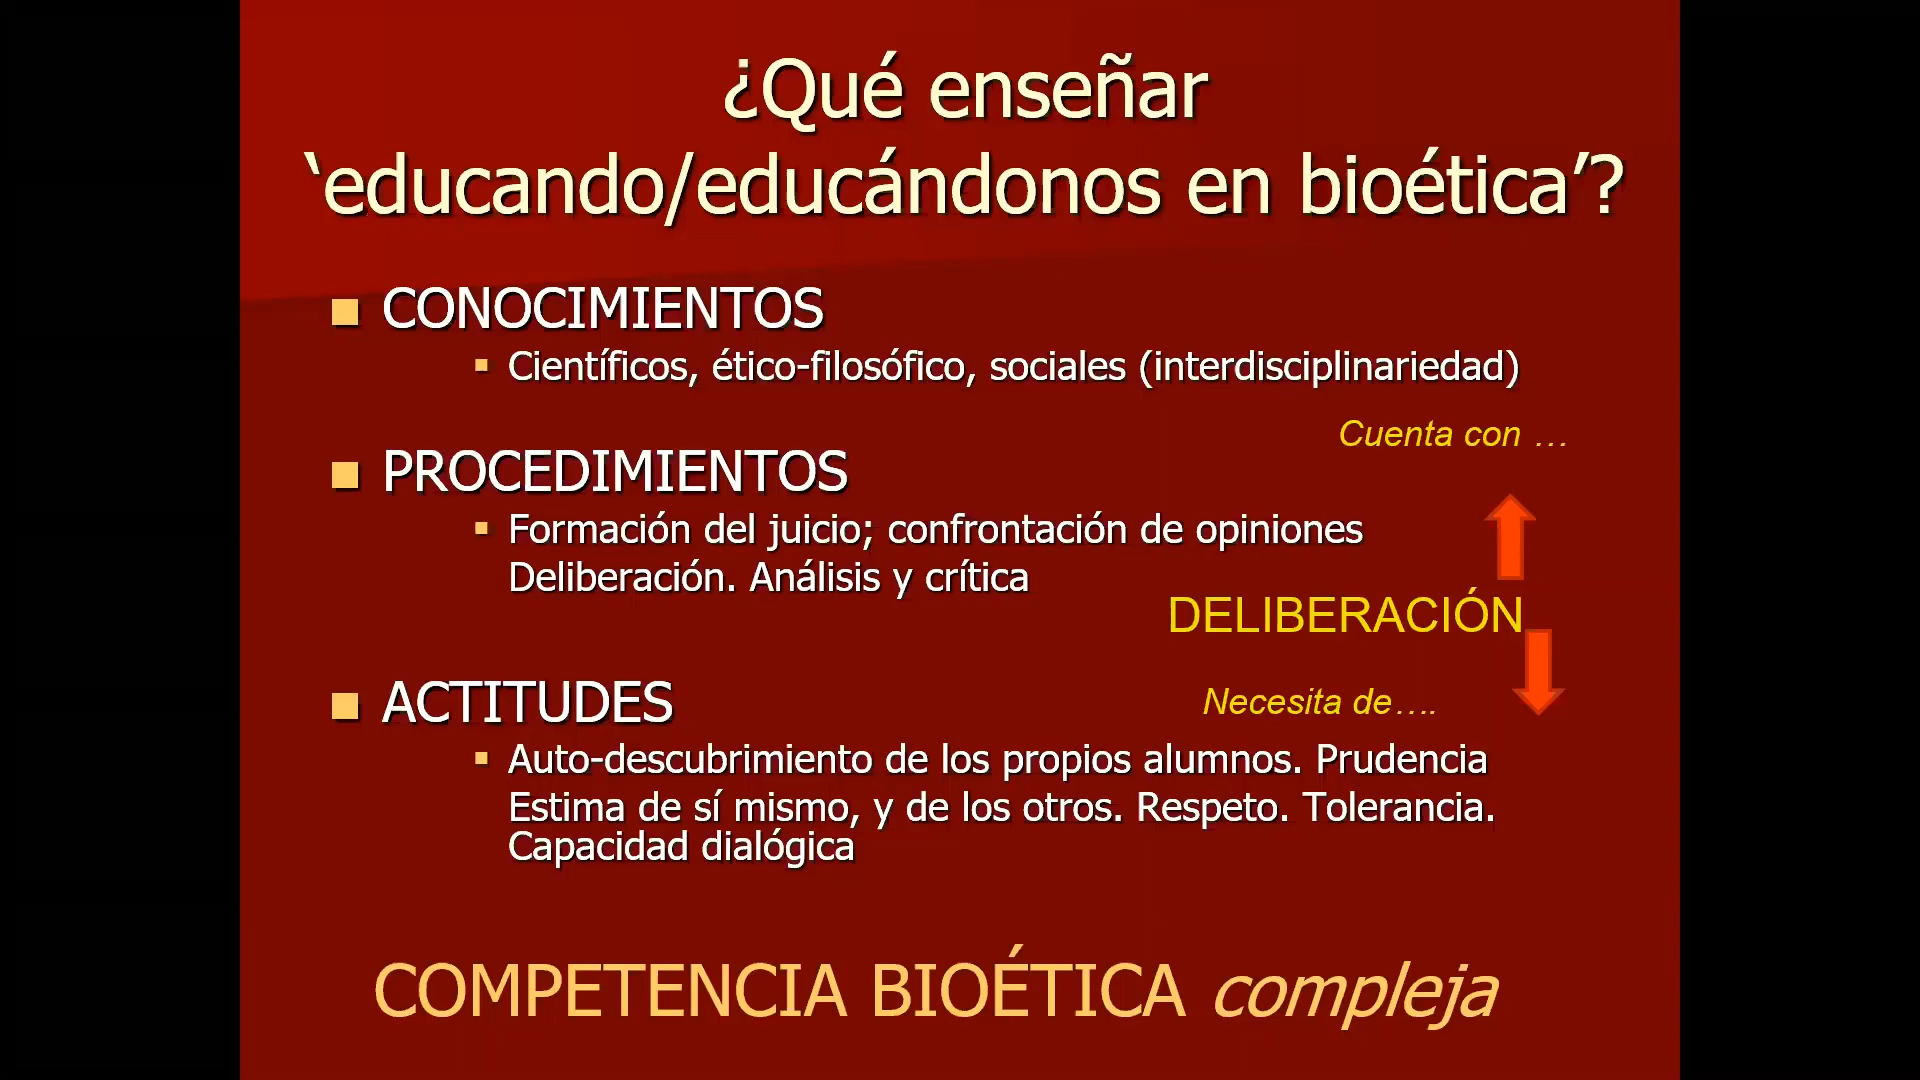 ¿Qué enseñar
‘educando/educándonos en bioética’?
CONOCIMIENTOS
Científicos, ético-filosófico, sociales (interdisciplinariedad)
Cuenta con …
PROCEDIMIENTOS
Formación del juicio; confrontación de opiniones
Deliberación. Análisis y crítica
DELIBERACIÓN
Necesita de….
ACTITUDES
Auto-descubrimiento de los propios alumnos. Prudencia
Estima de sí mismo, y de los otros. Respeto. Tolerancia.
Capacidad dialógica
COMPETENCIA BIOÉTICA compleja